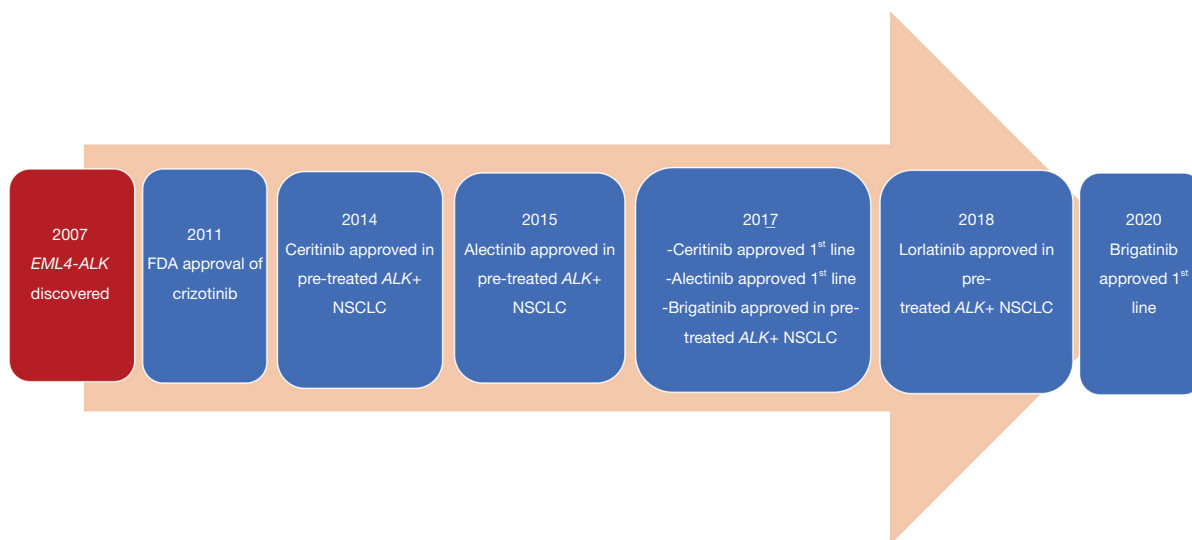 2007
EML4-ALK
discovered
2011
FDA approval of
crizotinib
2014
Ceritinib approved in
pre-treated ALK+
NSCLC
2015
Alectinib approved in
pre-treated ALK+
NSCLC
2017
-Ceritinib approved 1st line
-Alectinib approved 1st line
-Brigatinib approved in pre-
treated ALK+ NSCLC
2018
Lorlatinib approved in
pre-
treated ALK+ NSCLC
2020
Brigatinib
approved 1st
line